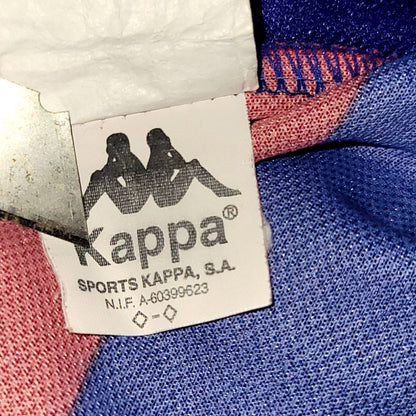 Kappa®
SPORTS KAPPA, S.A.
N.I.F. A-60399623
◇-◇